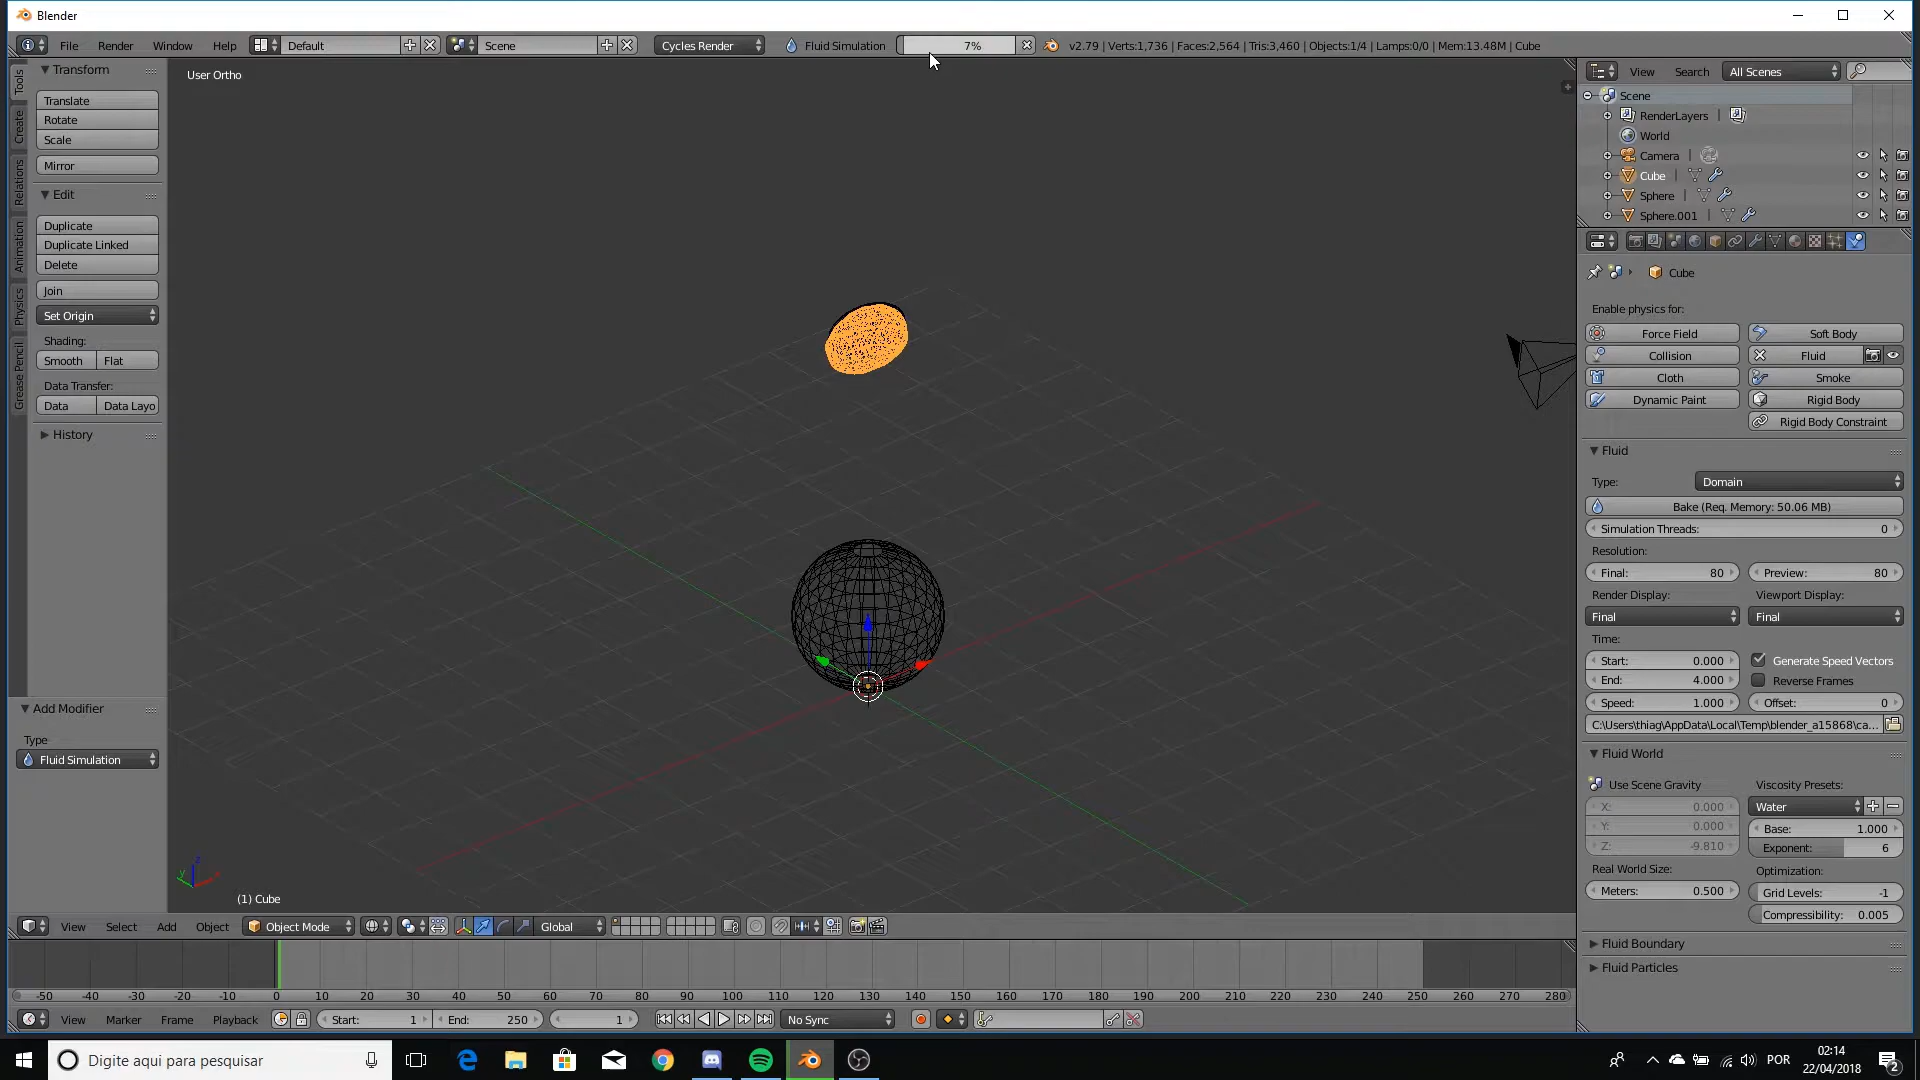 Blender
File Render Window Help Default Scene Cycles Render Fluid Simulation 7% v2.79 | Verts:1,736 | Faces:2,564 | Tris:3,460 | Objects:1/4 | Lamps:0/0 | Mem:13.48M | Cube
Tools
Create
Relations
Animation
Physics
Grease Pencil
Transform
Translate
Rotate
Scale
Mirror
Edit
Duplicate
Duplicate Linked
Delete
Join
Set Origin
Shading:
Smooth Flat
Data Transfer:
Data Data Layo
History
Add Modifier
Type
Fluid Simulation
User Ortho
z
y
(1) Cube
View Search All Scenes
Scene
RenderLayers |
World
Camera |
Cube |
Sphere |
Sphere.001 |
Cube
Enable physics for:
Force Field Soft Body
Collision Fluid
Cloth Smoke
Dynamic Paint Rigid Body
Rigid Body Constraint
Fluid
Type: Domain
Bake (Req. Memory: 50.06 MB)
Simulation Threads: 0
Resolution:
Final: 80 Preview: 80
Render Display: Viewport Display:
Final Final
Time:
Start: 0.000 Generate Speed Vectors
End: 4.000 Reverse Frames
Speed: 1.000 Offset: 0
C:\Users\thiag\AppData\Local\Temp\blender_a15868\ca...
Fluid World
Use Scene Gravity Viscosity Presets:
X: 0.000 Water
Y: 0.000 Base: 1.000
Z: -9.810 Exponent: 6
Real World Size: Optimization:
Meters: 0.500 Grid Levels: -1
Compressibility: 0.005
Fluid Boundary
Fluid Particles
View Select Add Object Object Mode Global
-50 -40 -30 -20 -10 0 10 20 30 40 50 60 70 80 90 100 110 120 130 140 150 160 170 180 190 200 210 220 230 240 250 260 270 280
View Marker Frame Playback Start: 1 End: 250 1 No Sync
Digite aqui para pesquisar
POR
02:14
22/04/2018
2